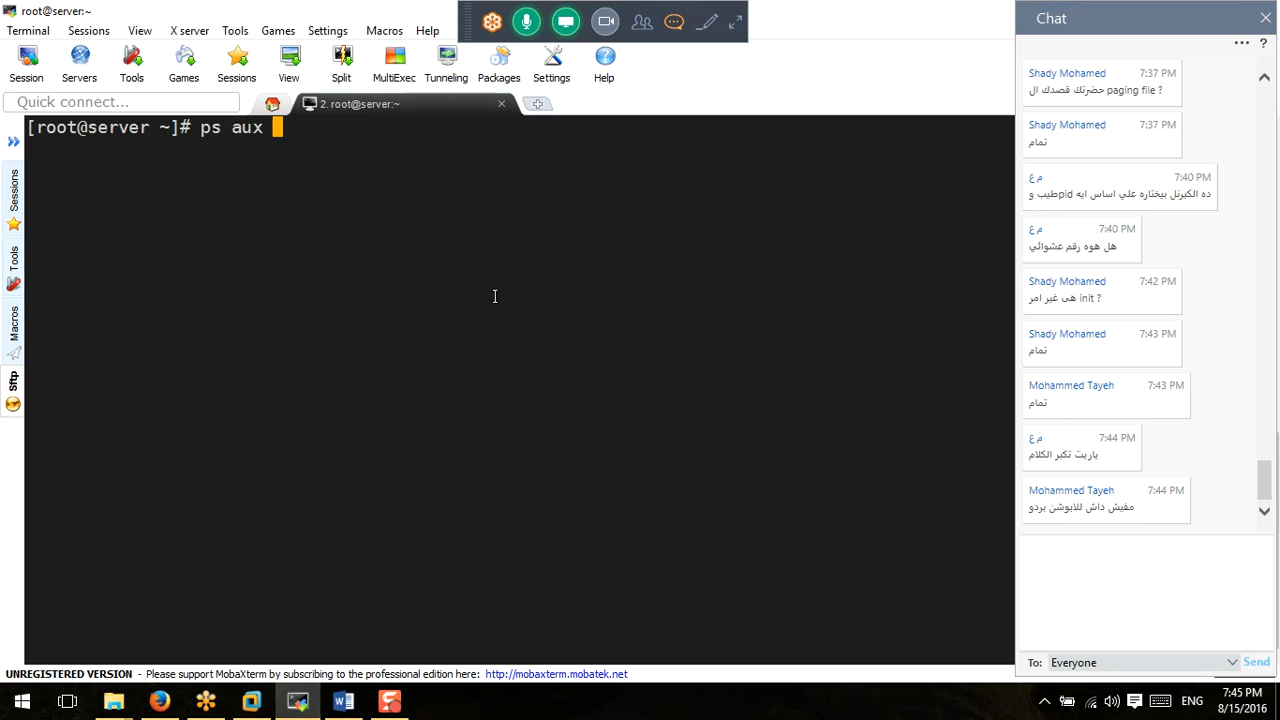 root@server:~
Terminal Sessions View X server Tools Games Settings Macros Help
Session Servers Tools Games Sessions View Split MultiExec Tunneling Packages Settings Help
Quick connect...
2. root@server:~
[root@server ~]# ps aux
Sessions
Tools
Macros
Sftp
Chat
Shady Mohamed 7:37 PM
حضرتك قصدك ال paging file ?
Shady Mohamed 7:37 PM
تمام
م ع 7:40 PM
طيب و pid ده الكيرنل بيختاره علي اساس ايه
م ع 7:40 PM
هل هوه رقم عشوائي
Shady Mohamed 7:42 PM
هى غير امر init ?
Shady Mohamed 7:43 PM
تمام
Mohammed Tayeh 7:43 PM
تمام
م ع 7:44 PM
ياريت تكبر الكلام
Mohammed Tayeh 7:44 PM
مفيش داش للابوشن بردو
To: Everyone Send
UNREGISTERED VERSION - Please support MobaXterm by subscribing to the professional edition here: http://mobaxterm.mobatek.net
ENG
7:45 PM
8/15/2016